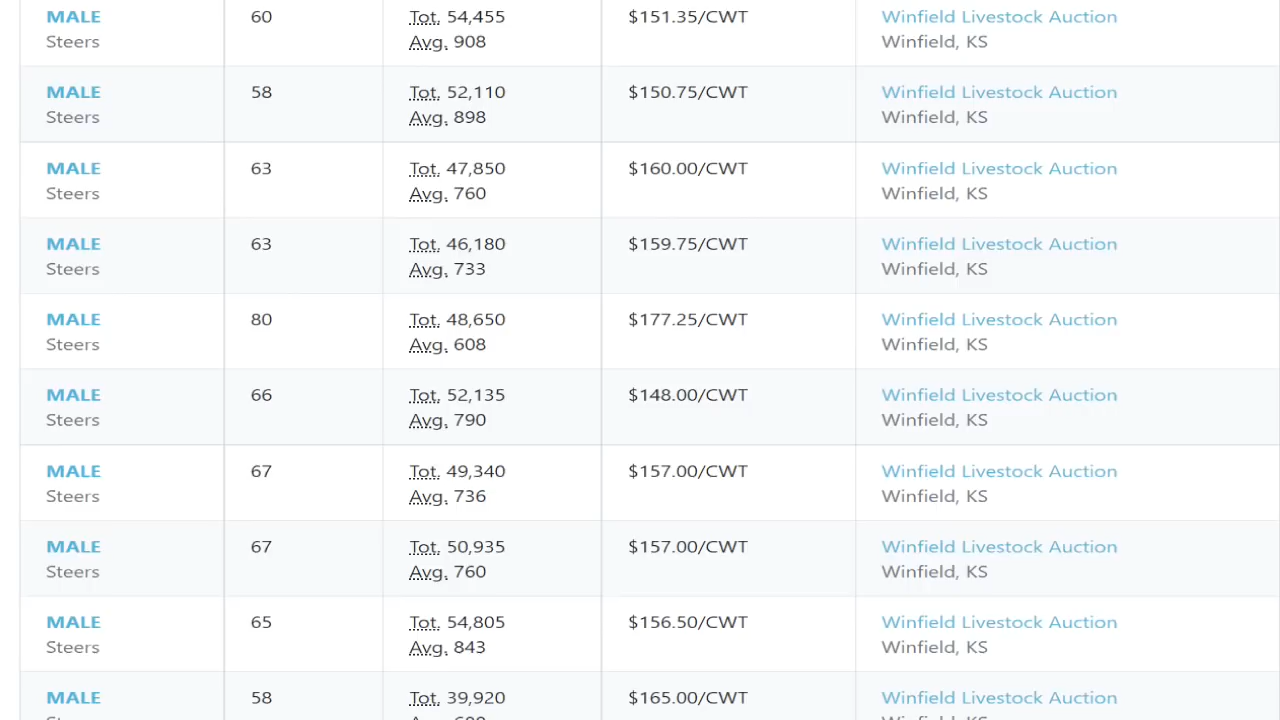 MALE 60 Tot. 54,455 $151.35/CWT Winfield Livestock Auction
Steers Avg. 908 Winfield, KS
MALE 58 Tot. 52,110 $150.75/CWT Winfield Livestock Auction
Steers Avg. 898 Winfield, KS
MALE 63 Tot. 47,850 $160.00/CWT Winfield Livestock Auction
Steers Avg. 760 Winfield, KS
MALE 63 Tot. 46,180 $159.75/CWT Winfield Livestock Auction
Steers Avg. 733 Winfield, KS
MALE 80 Tot. 48,650 $177.25/CWT Winfield Livestock Auction
Steers Avg. 608 Winfield, KS
MALE 66 Tot. 52,135 $148.00/CWT Winfield Livestock Auction
Steers Avg. 790 Winfield, KS
MALE 67 Tot. 49,340 $157.00/CWT Winfield Livestock Auction
Steers Avg. 736 Winfield, KS
MALE 67 Tot. 50,935 $157.00/CWT Winfield Livestock Auction
Steers Avg. 760 Winfield, KS
MALE 65 Tot. 54,805 $156.50/CWT Winfield Livestock Auction
Steers Avg. 843 Winfield, KS
MALE 58 Tot. 39,920 $165.00/CWT Winfield Livestock Auction